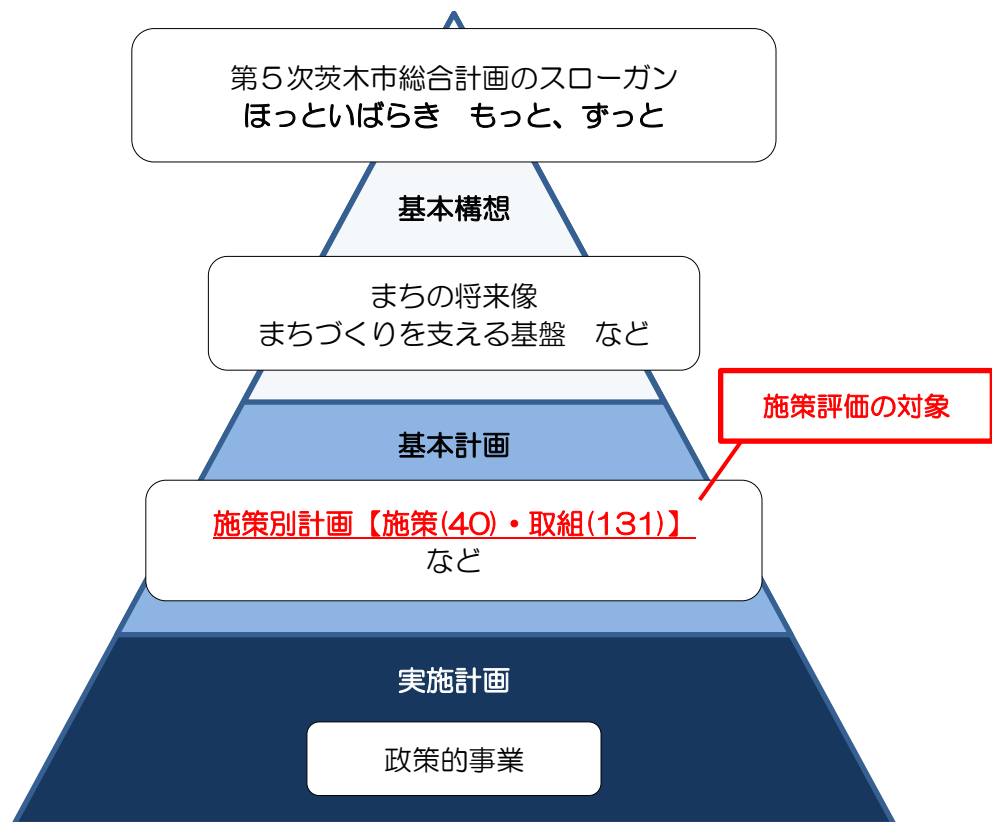 第５次茨木市総合計画のスローガン
ほっといばらき　もっと、ずっと
基本構想
まちの将来像
まちづくりを支える基盤　など
施策評価の対象
基本計画
施策別計画【施策(40)・取組(131)】
など
実施計画
政策的事業